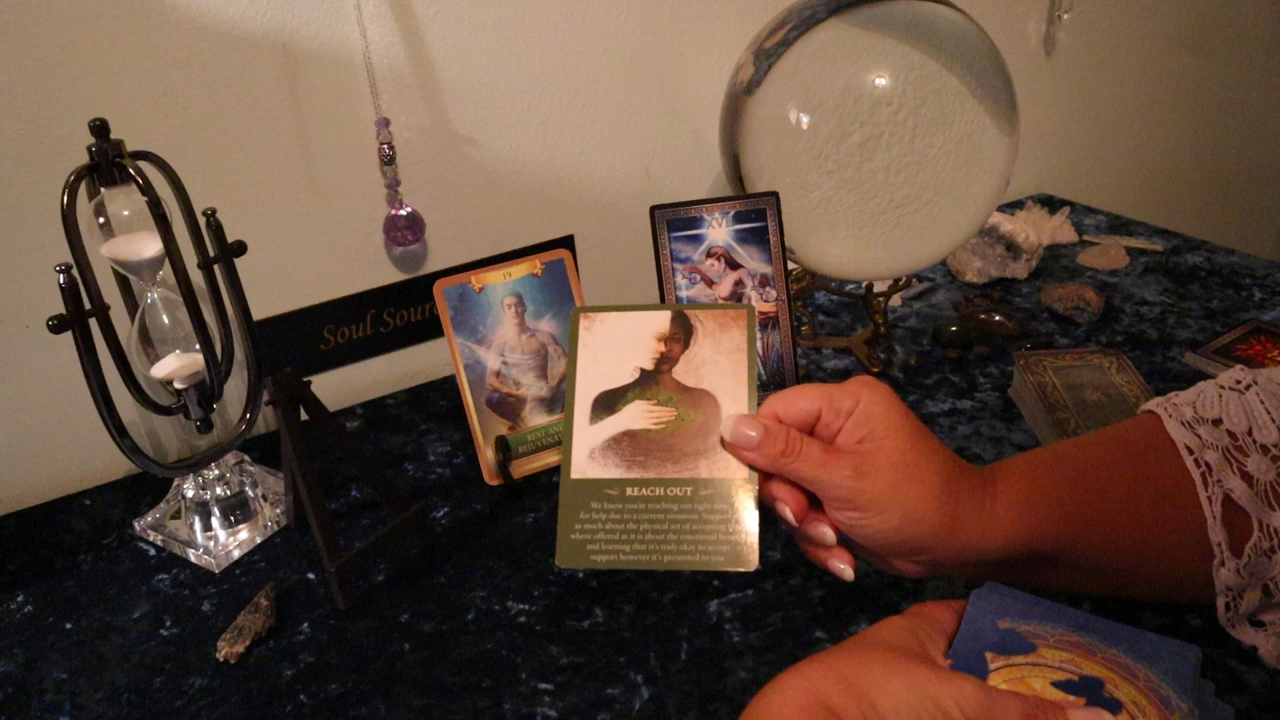 Soul Sour
19
REST AND
REJUVENAT
XVII
REACH OUT
We know you're reaching out right now
for help due to a current situation. Support
as much about the physical act of accepting
where offered as it is about the emotional
and learning that it's truly okay to accept
support however it's presented to you.